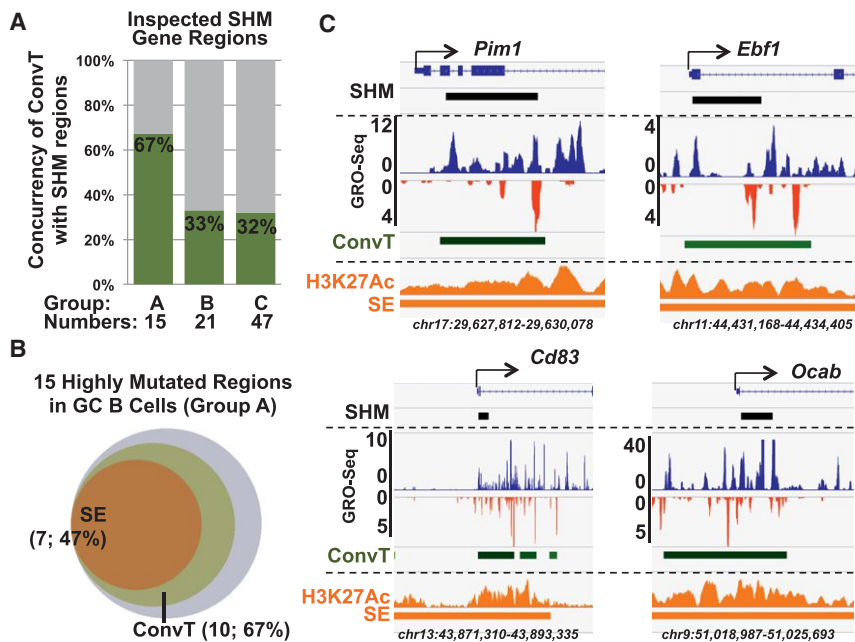 A
Inspected SHM
Gene Regions
Concurrency of ConvT
with SHM regions
100%
80%
60%
40%
20%
0%
67%
33%
32%
Group: A B C
Numbers: 15 21 47
B
15 Highly Mutated Regions
in GC B Cells (Group A)
SE
(7; 47%)
ConvT (10; 67%)
C
Pim1
SHM
GRO-Seq
12
0
0
4
ConvT
H3K27Ac
SE
chr17:29,627,812-29,630,078
Ebf1
4
0
0
4
chr11:44,431,168-44,434,405
Cd83
SHM
GRO-Seq
10
0
0
5
ConvT
H3K27Ac
SE
chr13:43,871,310-43,893,335
Ocab
40
0
0
5
chr9:51,018,987-51,025,693